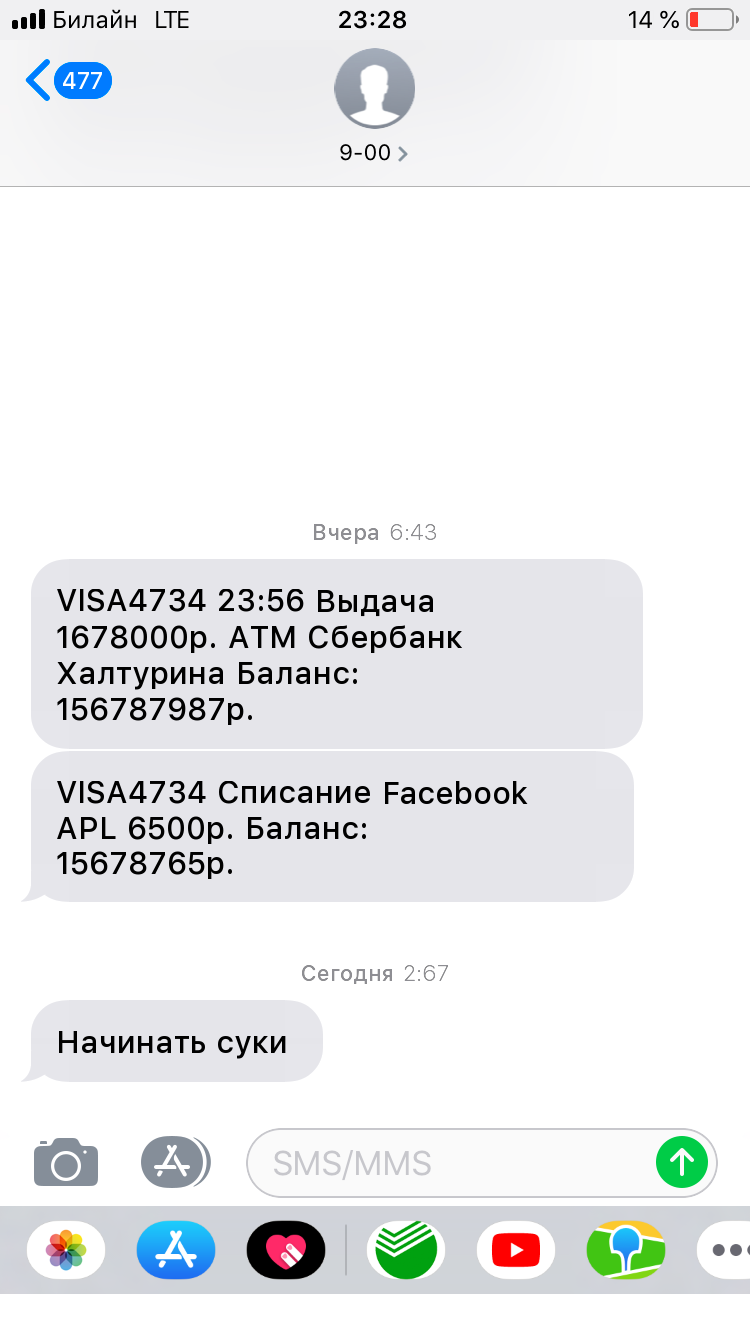 Билайн LTE 23:28 14 %
477
9-00
Вчера 6:43
VISA4734 23:56 Выдача
1678000р. АТМ Сбербанк
Халтурина Баланс:
156787987р.
VISA4734 Списание Facebook
APL 6500р. Баланс:
15678765р.
Сегодня 2:67
Начинать суки
SMS/MMS